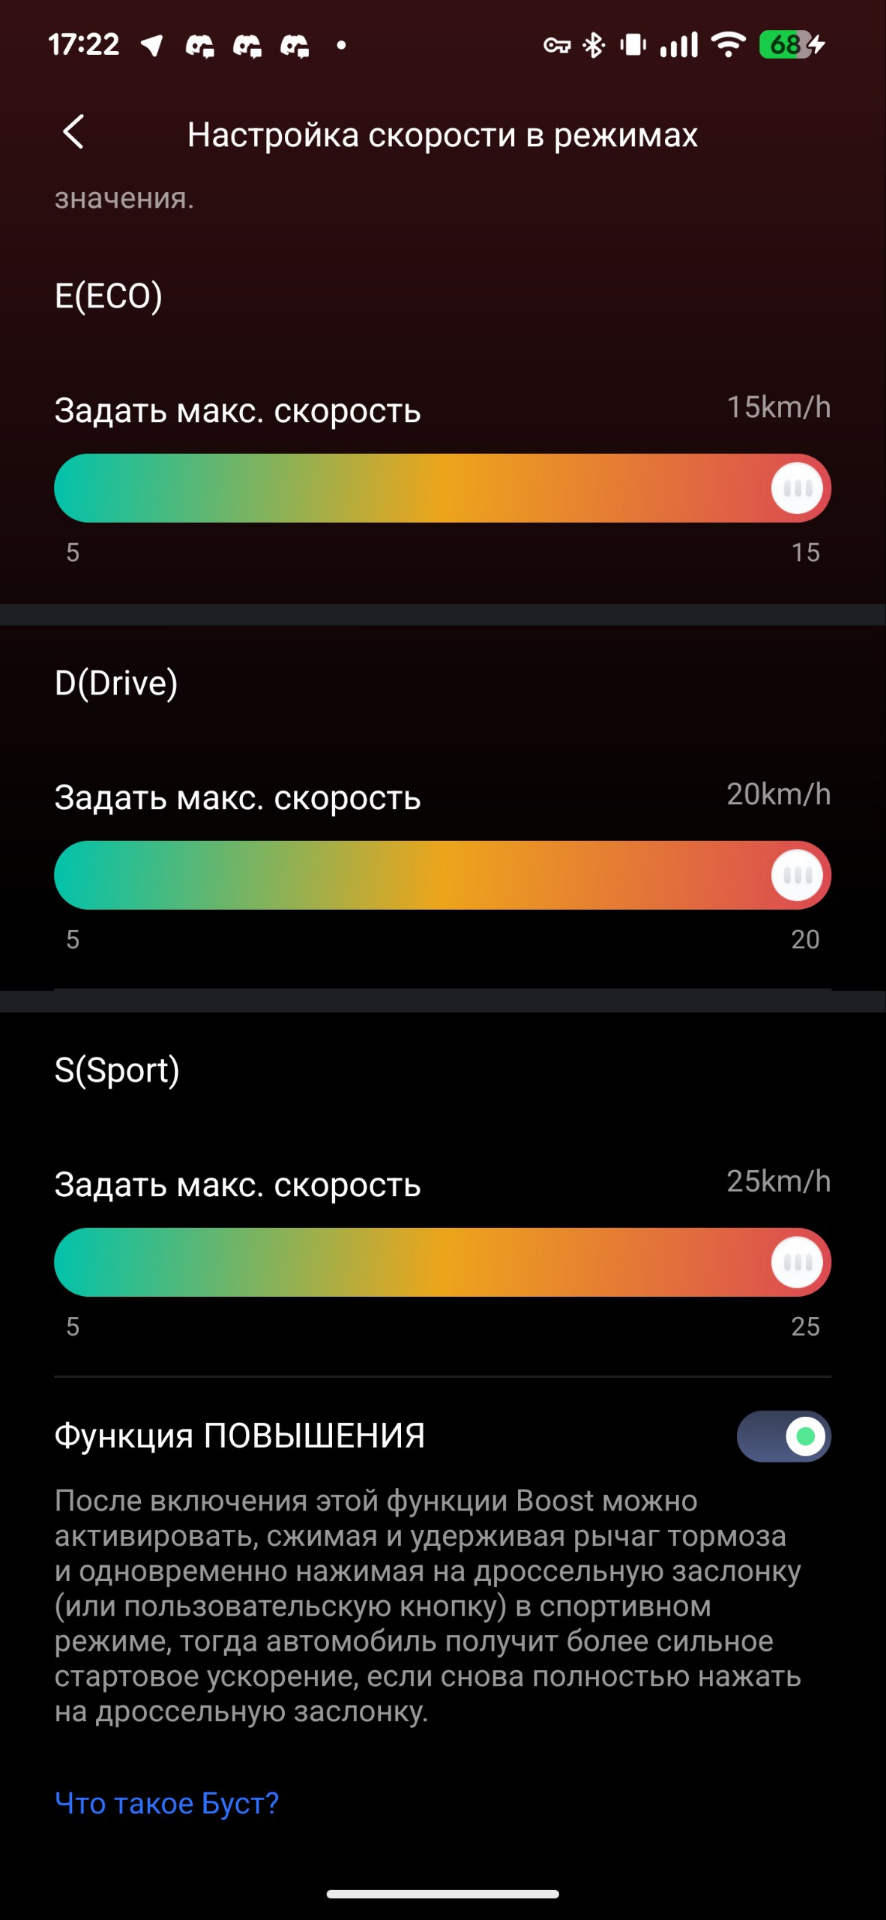 17:22
68
Настройка скорости в режимах
значения.
E(ECO)
Задать макс. скорость
15km/h
5
15
D(Drive)
Задать макс. скорость
20km/h
5
20
S(Sport)
Задать макс. скорость
25km/h
5
25
Функция ПОВЫШЕНИЯ
После включения этой функции Boost можно
активировать, сжимая и удерживая рычаг тормоза
и одновременно нажимая на дроссельную заслонку
(или пользовательскую кнопку) в спортивном
режиме, тогда автомобиль получит более сильное
стартовое ускорение, если снова полностью нажать
на дроссельную заслонку.
Что такое Буст?